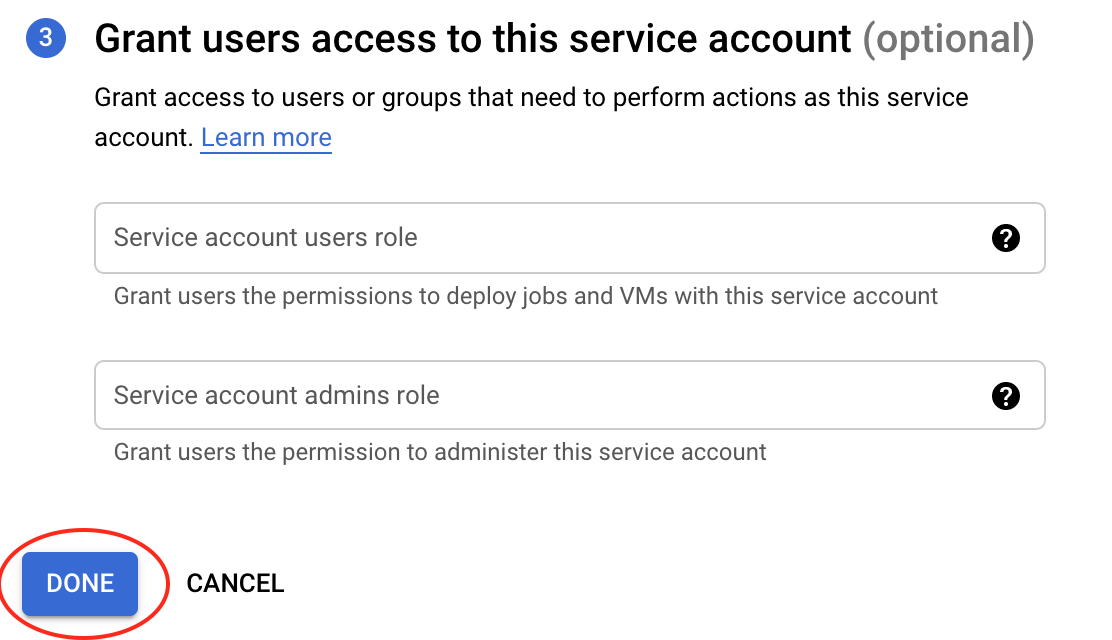 3 Grant users access to this service account (optional)
Grant access to users or groups that need to perform actions as this service
account. Learn more
Service account users role ?
Grant users the permissions to deploy jobs and VMs with this service account
Service account admins role ?
Grant users the permission to administer this service account
DONE CANCEL